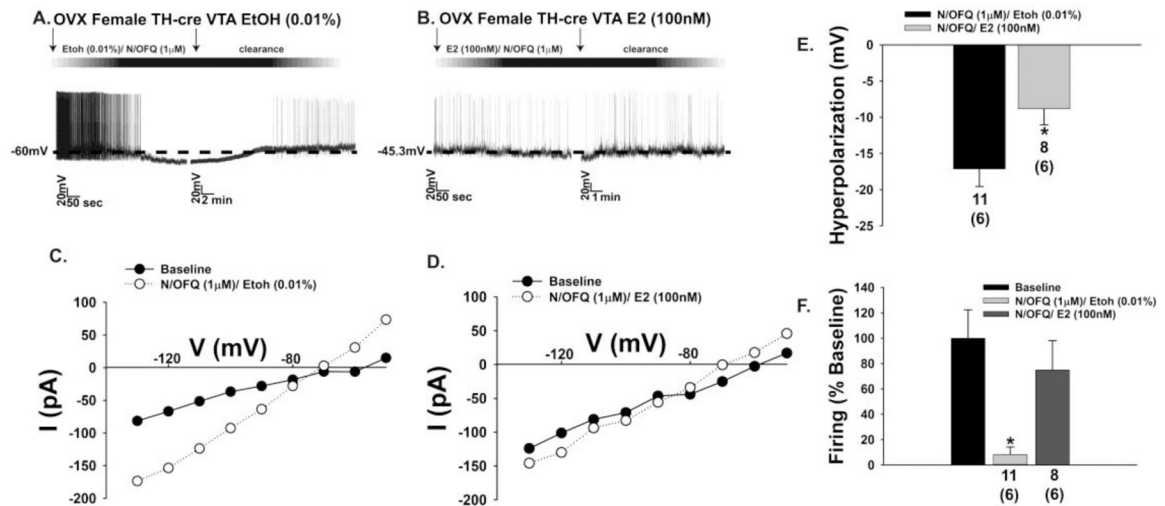 A. OVX Female TH-cre VTA EtOH (0.01%)
Etoh (0.01%)/ N/OFQ (1μM)
clearance
-60mV
20mV
50 sec
20mV
2 min
B. OVX Female TH-cre VTA E2 (100nM)
E2 (100nM)/ N/OFQ (1μM)
clearance
-45.3mV
20mV
50 sec
20mV
1 min
C.
Baseline
N/OFQ (1μM)/ Etoh (0.01%)
100
50
0
-50
-100
-150
-200
I (pA)
V (mV)
-120
-80
D.
Baseline
N/OFQ (1μM)/ E2 (100nM)
100
50
0
-50
-100
-150
-200
I (pA)
V (mV)
-120
-80
E.
N/OFQ (1μM)/ Etoh (0.01%)
N/OFQ/ E2 (100nM)
Hyperpolarization (mV)
0
-5
-10
-15
-20
-25
11
(6)
*
8
(6)
F.
Baseline
N/OFQ (1μM)/ Etoh (0.01%)
N/OFQ/ E2 (100nM)
Firing (% Baseline)
140
120
100
80
60
40
20
0
*
11
(6)
8
(6)